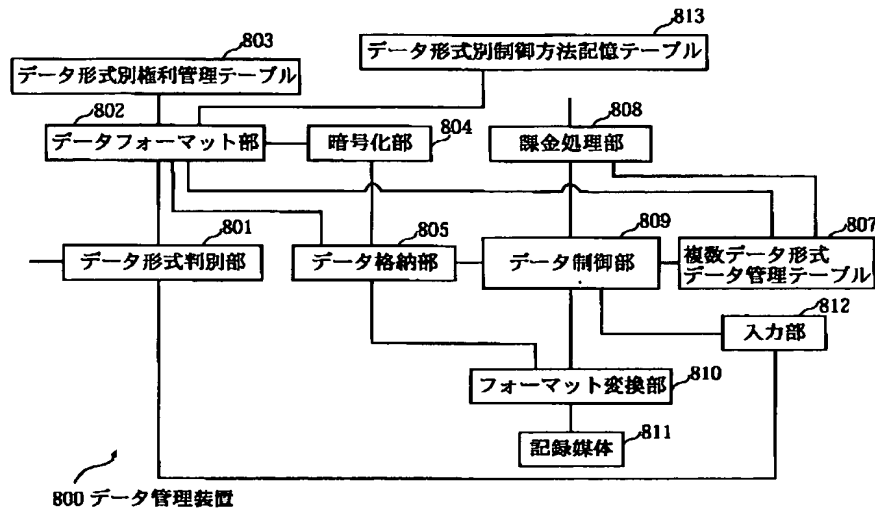 813
データ形式別制御方法記憶テーブル
803
データ形式別権利管理テーブル
802
データフォーマット部
804
暗号化部
808
課金処理部
801
データ形式判別部
805
データ格納部
809
データ制御部
807
複数データ形式
データ管理テーブル
812
入力部
フォーマット変換部
810
記録媒体
811
800 データ管理装置